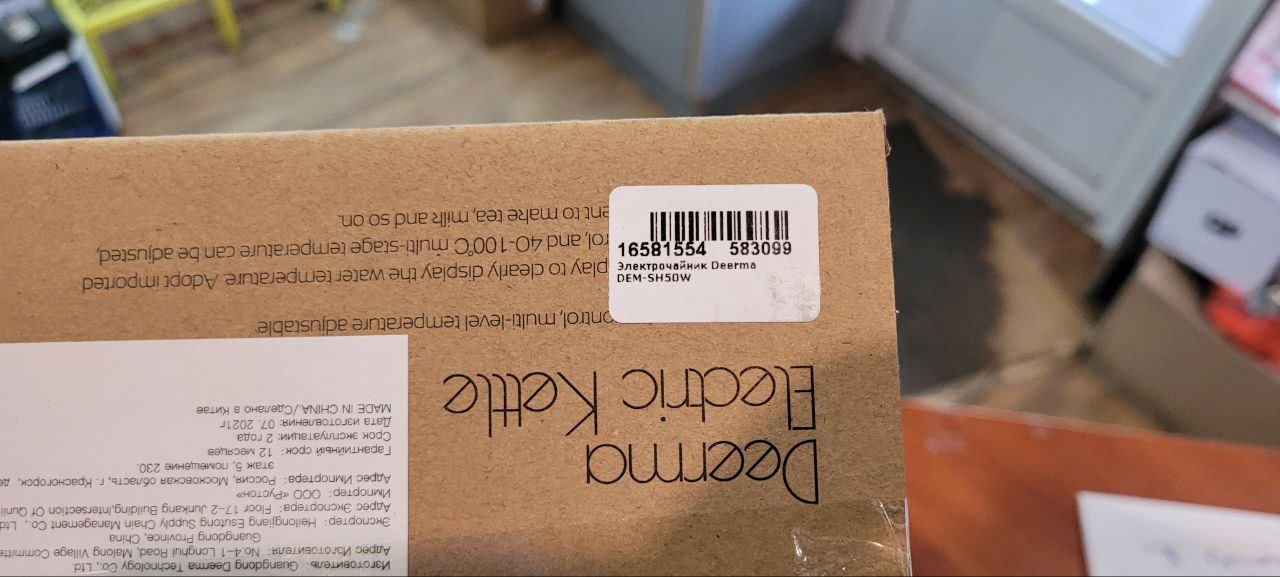 16581554 583099
Электрочайник Deerma
DEM-SH50W
Deerma
Electric Kettle
ontrol, multi-level temperature adjustable
play to clearly display the water temperature. Adopt imported
rol, and 40-100°C multi-stage temperature can be adjusted,
ent to make tea, milk and so on.
Изготовитель: Guangdong Deerma Technology Co., Ltd.
Адрес Изготовителя: No.4-1 Longhui Road, Malong Village Committe
Guangdong Province, China
Экспортер: Heilongjiang Eusutong Supply Chain Management Co., Ltd
Адрес Экспортера: Floor 7-2-17 Junkang Building,Intersection Of Qunlin
Импортер: ООО «Рустон»
Адрес Импортера: Россия, Московская область, г. Красногорск, де
этаж 5, помещение 230.
Гарантийный срок: 12 месяцев
Срок эксплуатации: 2 года
Дата изготовления: 07. 2021г
MADE IN CHINA/Сделано в Китае